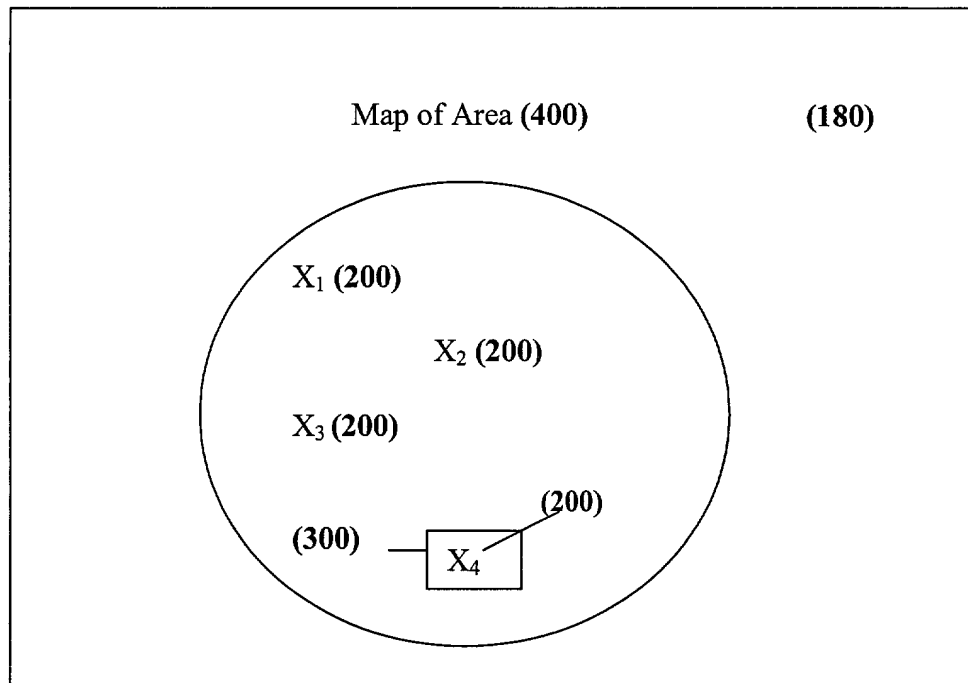 Map of Area (400) (180)
X₁ (200)
X₂ (200)
X₃ (200)
(200)
(300)
X₄